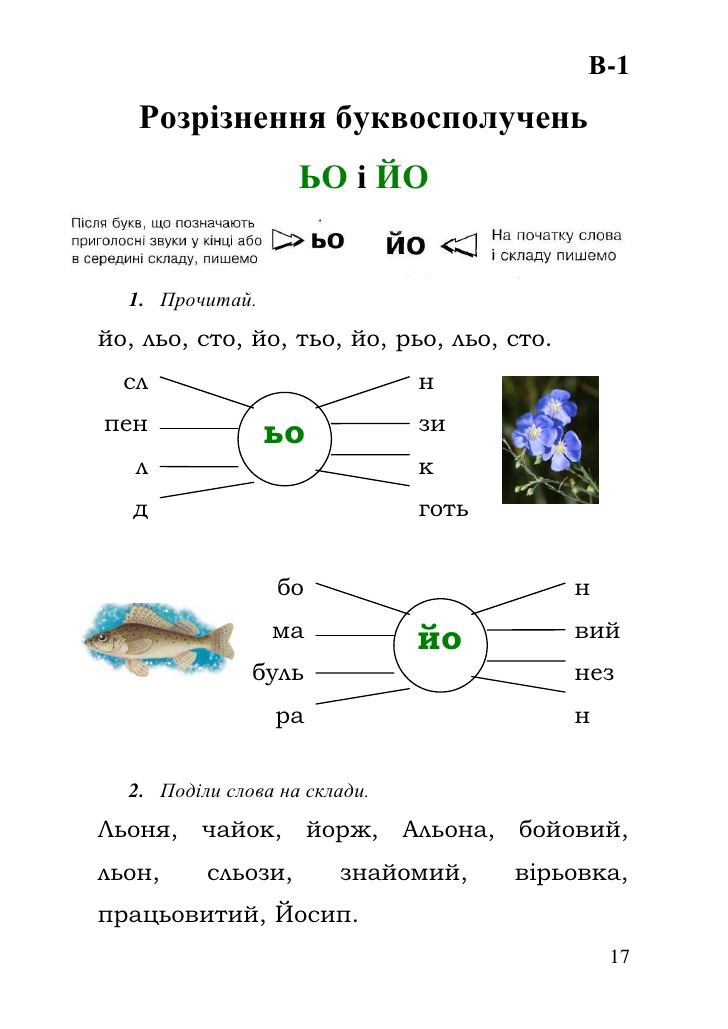 В-1
Розрізнення буквосполучень
ЬО і ЙО
Після букв, що позначають
приголосні звуки у кінці або
в середині складу, пишемо
ьо
йо
На початку слова
і складу пишемо
1. Прочитай.
йо, льо, сто, йо, тьо, йо, рьо, льо, сто.
сл
пен
л
д
ьо
н
зи
к
готь
бо
ма
буль
ра
йо
н
вий
нез
н
2. Поділи слова на склади.
Льоня, чайок, йорж, Альона, бойовий,
льон, сльози, знайомий, вірьовка,
працьовитий, Йосип.
17